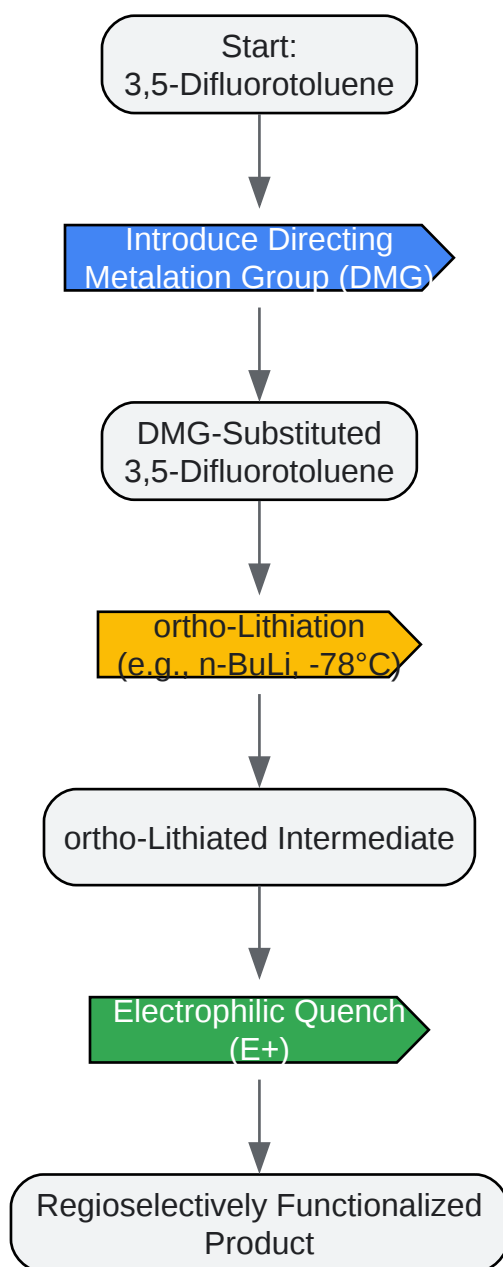 Start:
3,5-Difluorotoluene
Introduce Directing
Metalation Group (DMG)
DMG-Substituted
3,5-Difluorotoluene
ortho-Lithiation
(e.g., n-BuLi, -78°C)
ortho-Lithiated Intermediate
Electrophilic Quench
(E+)
Regioselectively Functionalized
Product